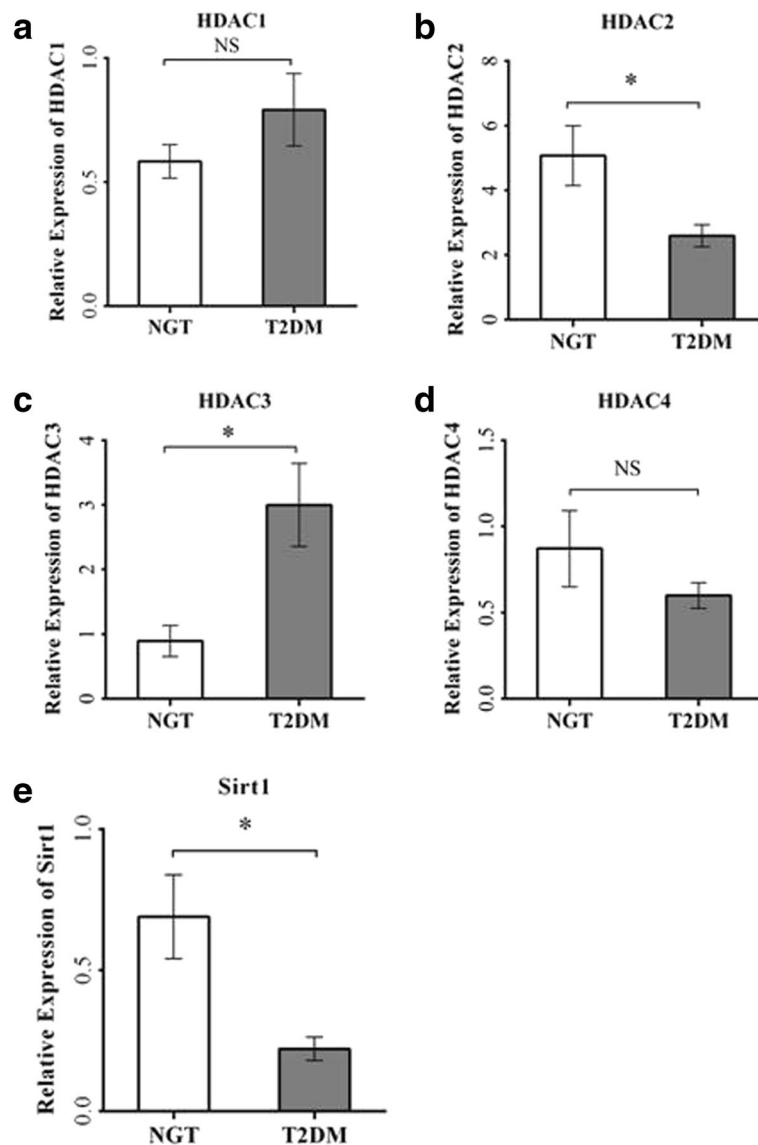 a
HDAC1
NS
Relative Expression of HDAC1
1.0
0.5
0.0
NGT T2DM
b
HDAC2
*
Relative Expression of HDAC2
8
6
4
2
0
NGT T2DM
c
HDAC3
*
Relative Expression of HDAC3
4
3
2
1
0
NGT T2DM
d
HDAC4
NS
Relative Expression of HDAC4
1.5
1.0
0.5
0.0
NGT T2DM
e
Sirt1
*
Relative Expression of Sirt1
1.0
0.5
0.0
NGT T2DM